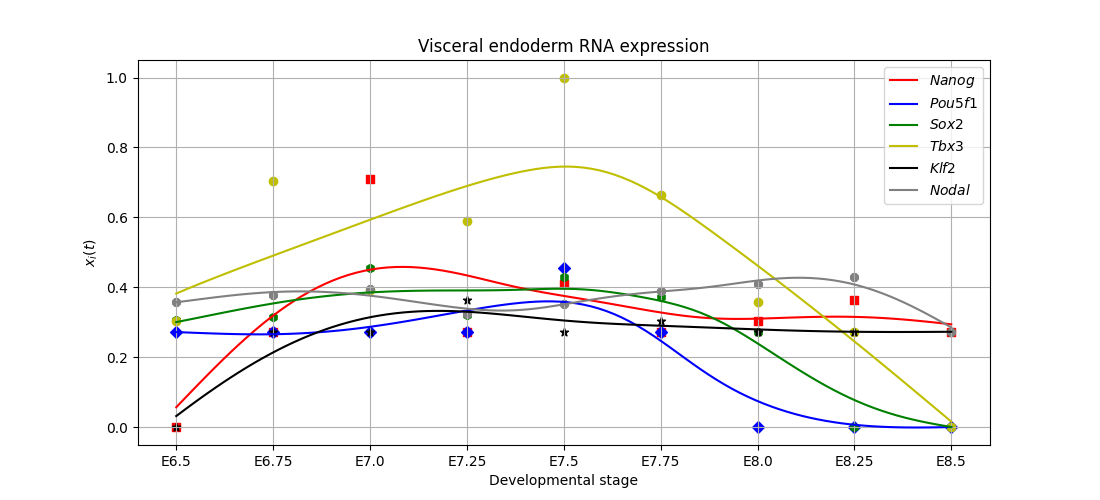 Visceral endoderm RNA expression
1.0
0.8
0.6
0.4
0.2
0.0
xᵢ(t)
Nanog
Pou5f1
Sox2
Tbx3
Klf2
Nodal
E6.5 E6.75 E7.0 E7.25 E7.5 E7.75 E8.0 E8.25 E8.5
Developmental stage